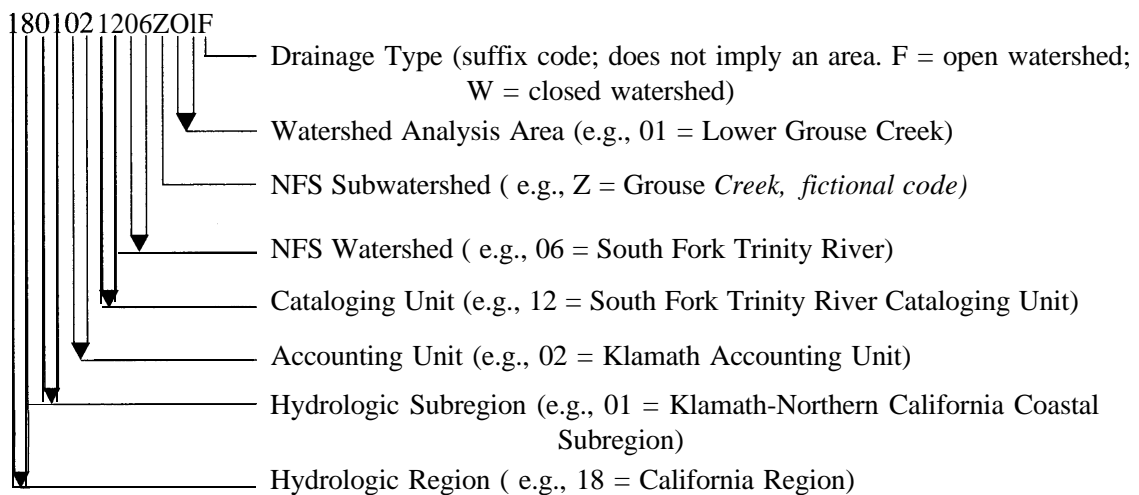 180102 1206ZOlF
Drainage Type (suffix code; does not imply an area. F = open watershed;
W = closed watershed)
Watershed Analysis Area (e.g., 01 = Lower Grouse Creek)
NFS Subwatershed ( e.g., Z = Grouse Creek, fictional code)
NFS Watershed ( e.g., 06 = South Fork Trinity River)
Cataloging Unit (e.g., 12 = South Fork Trinity River Cataloging Unit)
Accounting Unit (e.g., 02 = Klamath Accounting Unit)
Hydrologic Subregion (e.g., 01 = Klamath-Northern California Coastal
Subregion)
Hydrologic Region ( e.g., 18 = California Region)